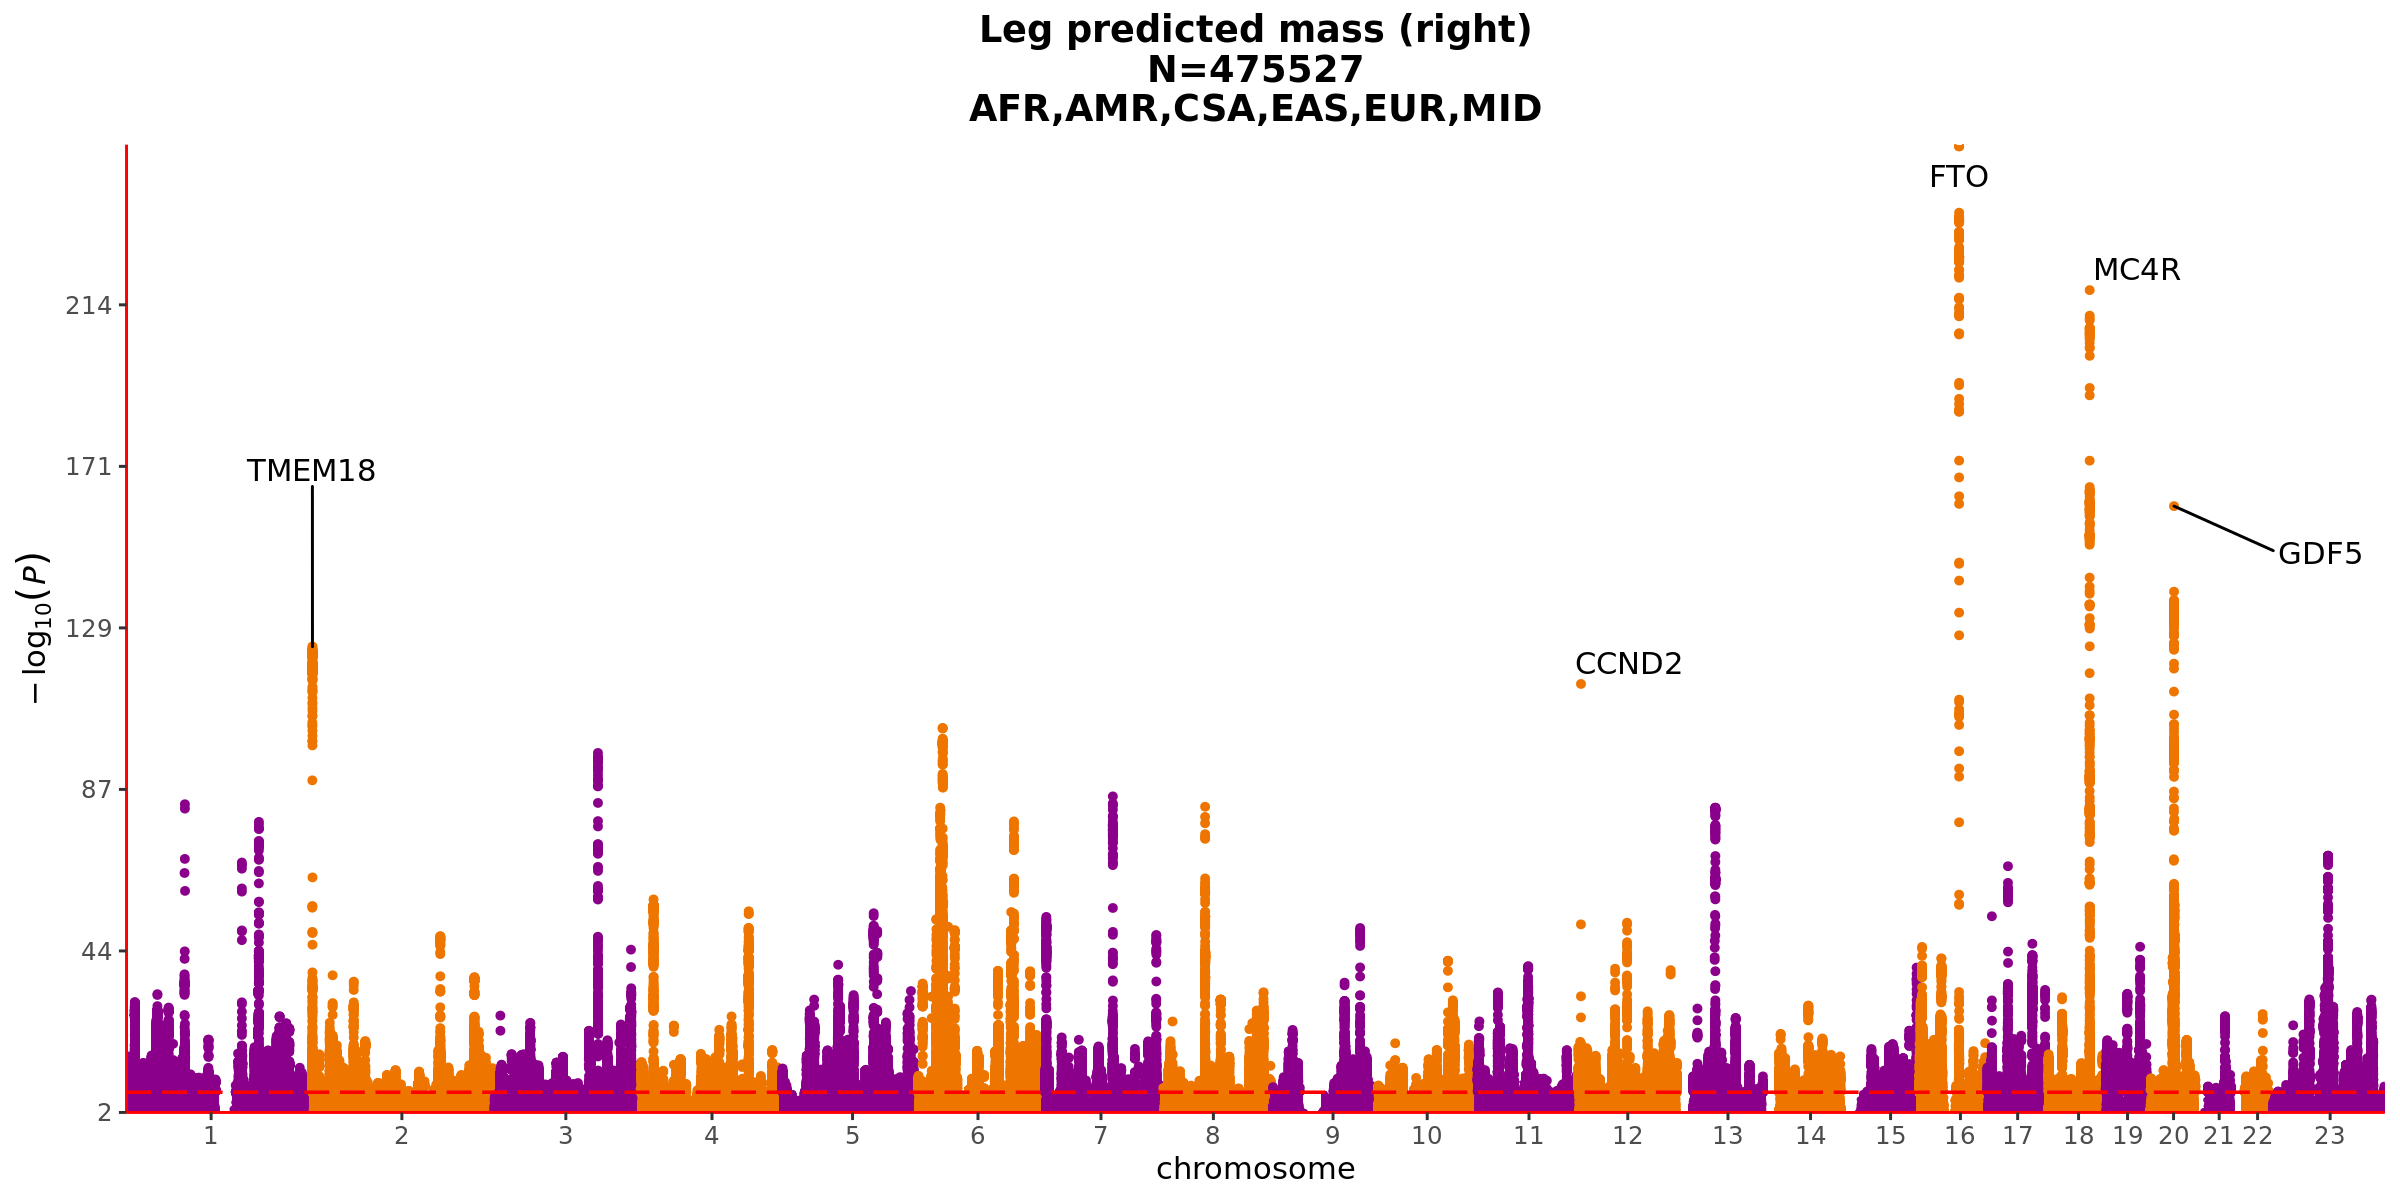 Leg predicted mass (right)
N=475527
AFR,AMR,CSA,EAS,EUR,MID
FTO
MC4R
214
TMEM18
171
GDF5
129
CCND2
87
44
2
−log10(P)
1 2 3 4 5 6 7 8 9 10 11 12 13 14 15 16 17 18 19 20 21 22 23
chromosome